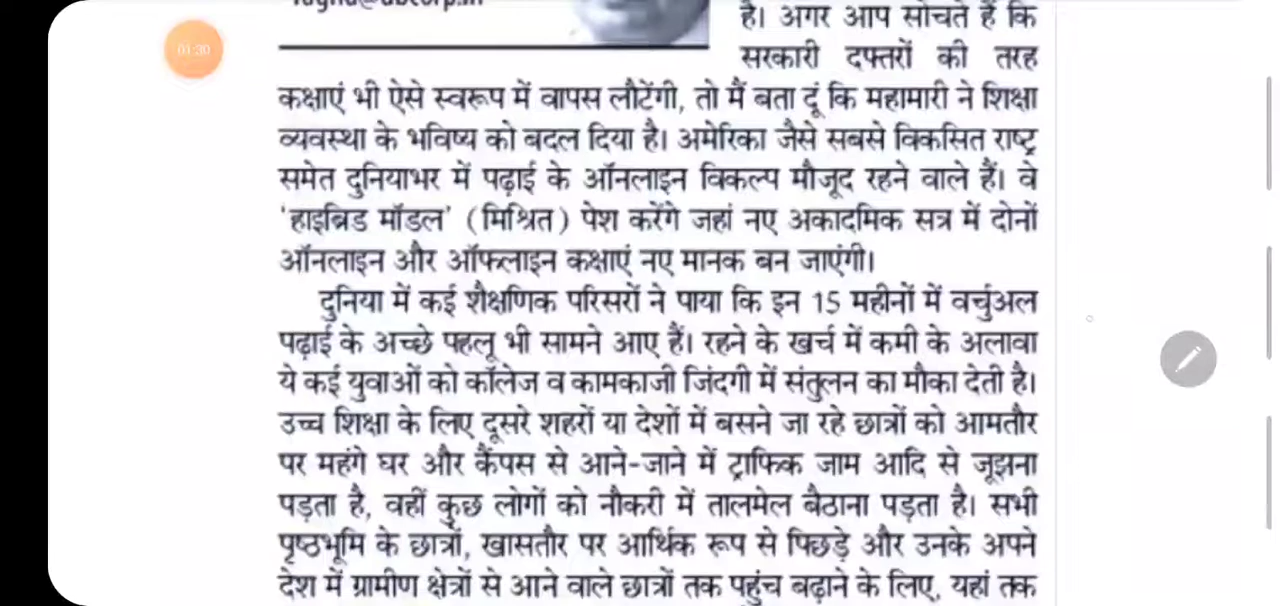 है। अगर आप सोचते हैं कि
सरकारी दफ्तरों की तरह
01:30
कक्षाएं भी ऐसे स्वरूप में वापस लौटेंगी, तो मैं बता दूं कि महामारी ने शिक्षा
व्यवस्था के भविष्य को बदल दिया है। अमेरिका जैसे सबसे विकसित राष्ट्र
समेत दुनियाभर में पढ़ाई के ऑनलाइन विकल्प मौजूद रहने वाले हैं। वे
'हाइब्रिड मॉडल' (मिश्रित) पेश करेंगे जहां नए अकादमिक सत्र में दोनों
ऑनलाइन और ऑफलाइन कक्षाएं नए मानक बन जाएंगी।
दुनिया में कई शैक्षणिक परिसरों ने पाया कि इन 15 महीनों में वर्चुअल
पढ़ाई के अच्छे पहलू भी सामने आए हैं। रहने के खर्च में कमी के अलावा
ये कई युवाओं को कॉलेज व कामकाजी जिंदगी में संतुलन का मौका देती है।
उच्च शिक्षा के लिए दूसरे शहरों या देशों में बसने जा रहे छात्रों को आमतौर
पर महंगे घर और कैंपस से आने-जाने में ट्राफिक जाम आदि से जूझना
पड़ता है, वहीं कुछ लोगों को नौकरी में तालमेल बैठाना पड़ता है। सभी
पृष्ठभूमि के छात्रों, खासतौर पर आर्थिक रूप से पिछड़े और उनके अपने
देश में ग्रामीण क्षेत्रों से आने वाले छात्रों तक पहुंच बढ़ाने के लिए, यहां तक